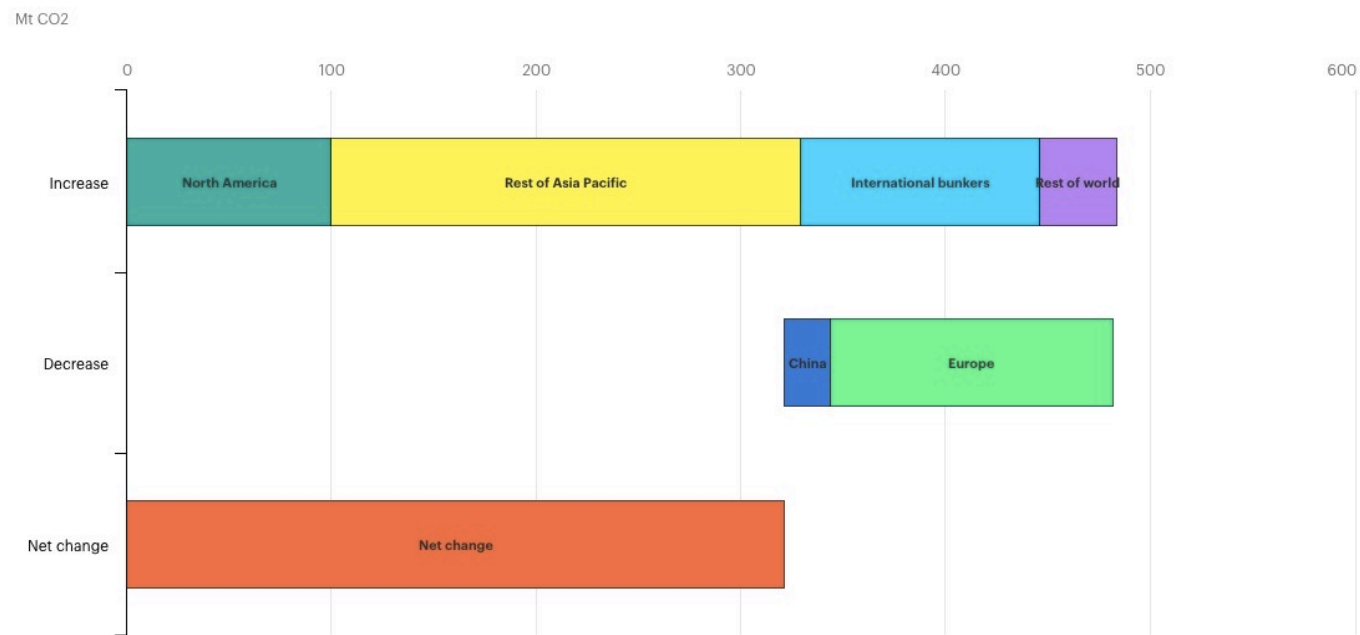 Mt CO2
0 100 200 300 400 500 600
Increase North America Rest of Asia Pacific International bunkers Rest of world
Decrease China Europe
Net change Net change